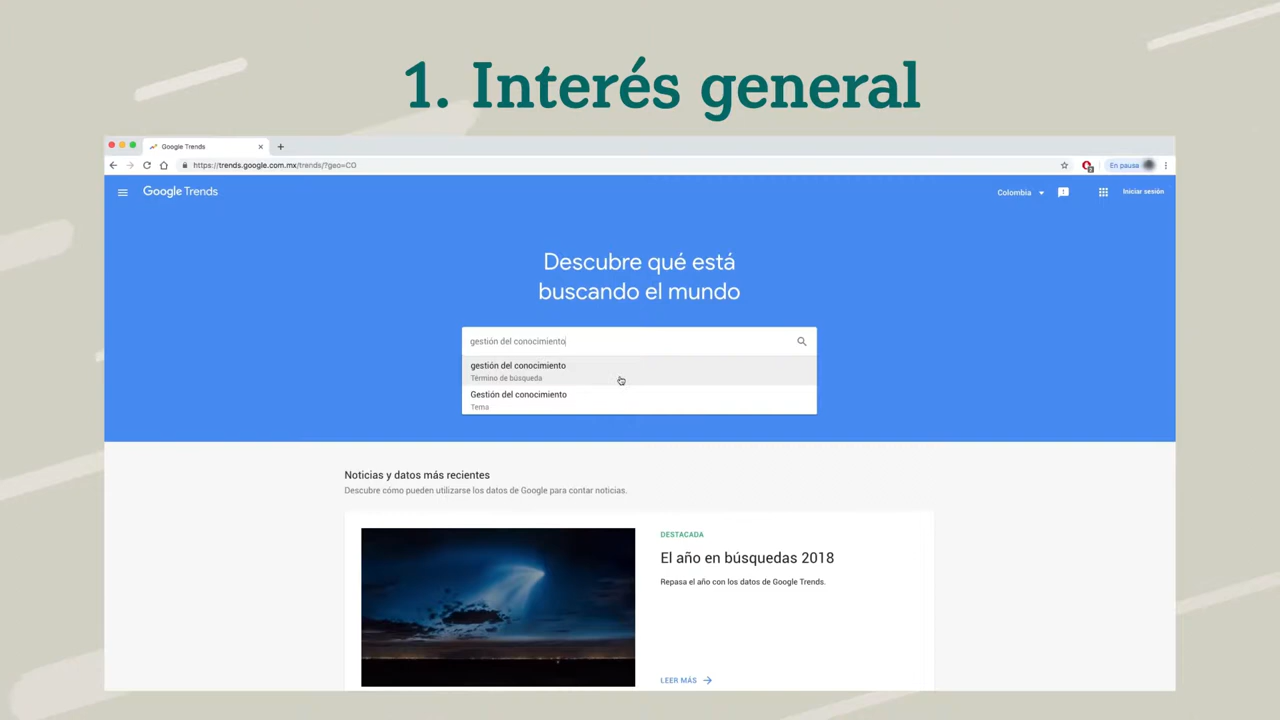 1. Interés general
Google Trends
https://trends.google.com.mx/trends/?geo=CO
2
En pausa
Google Trends
Colombia
Iniciar sesión
Descubre qué está
buscando el mundo
gestión del conocimiento
gestión del conocimiento
Término de búsqueda
Gestión del conocimiento
Tema
Noticias y datos más recientes
Descubre cómo pueden utilizarse los datos de Google para contar noticias.
DESTACADA
El año en búsquedas 2018
Repasa el año con los datos de Google Trends.
LEER MÁS